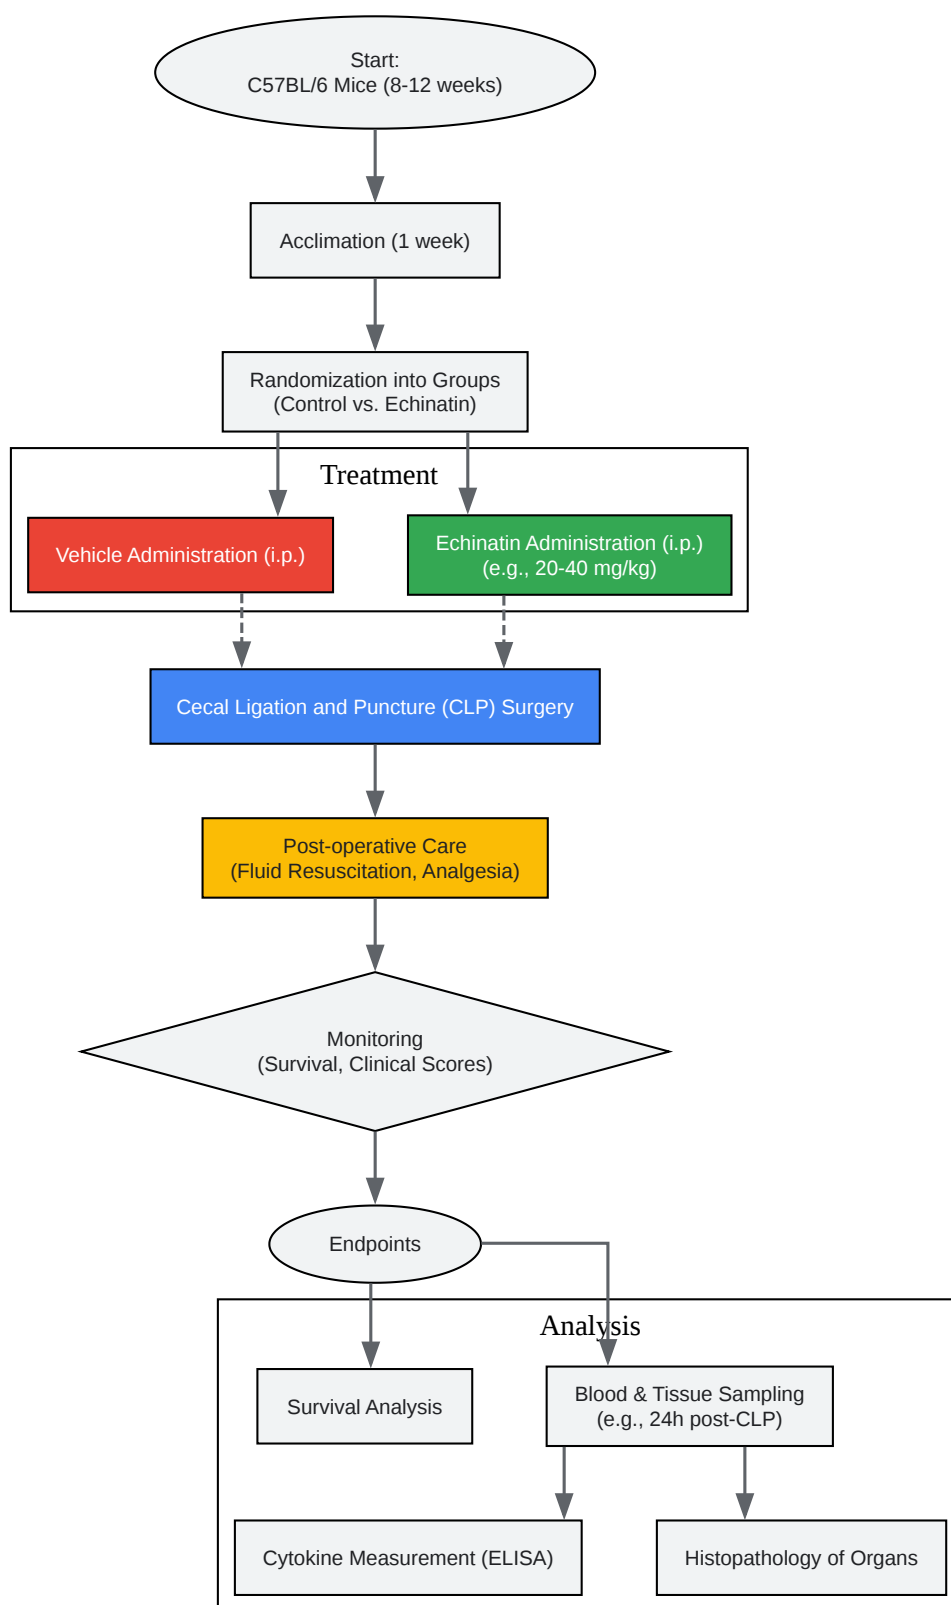 Start:
C57BL/6 Mice (8-12 weeks)
Acclimation (1 week)
Randomization into Groups
(Control vs. Echinatin)
Treatment
Vehicle Administration (i.p.)
Echinatin Administration (i.p.)
(e.g., 20-40 mg/kg)
Cecal Ligation and Puncture (CLP) Surgery
Post-operative Care
(Fluid Resuscitation, Analgesia)
Monitoring
(Survival, Clinical Scores)
Endpoints
Analysis
Survival Analysis
Blood & Tissue Sampling
(e.g., 24h post-CLP)
Cytokine Measurement (ELISA)
Histopathology of Organs